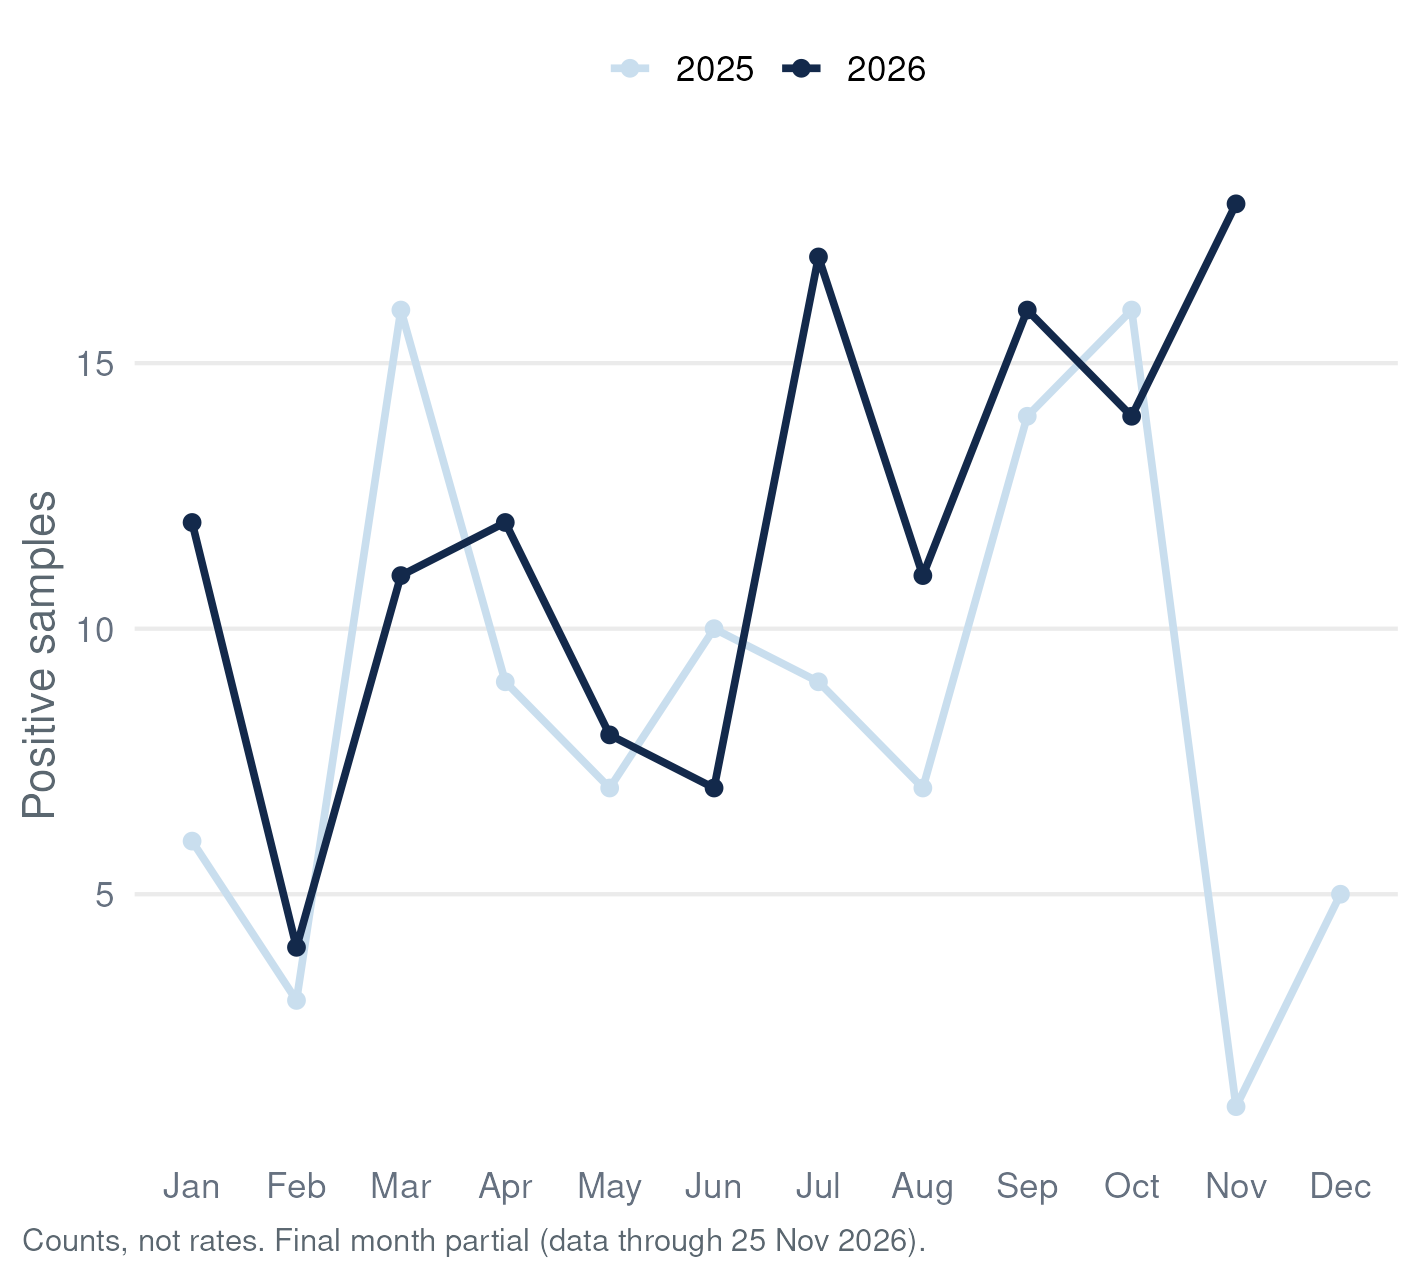 2025 2026
15
10
5
Positive samples
Jan Feb Mar Apr May Jun Jul Aug Sep Oct Nov Dec
Counts, not rates. Final month partial (data through 25 Nov 2026).